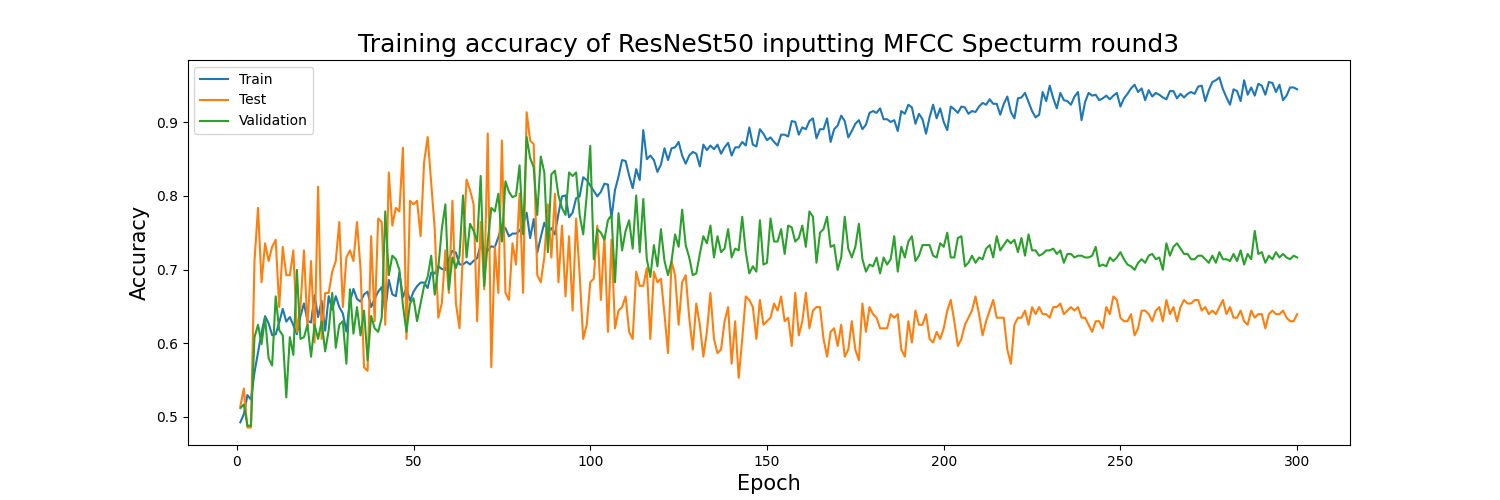 Training accuracy of ResNeSt50 inputting MFCC Specturm round3
Train
Test
Validation
Accuracy
0.9
0.8
0.7
0.6
0.5
0 50 100 150 200 250 300
Epoch